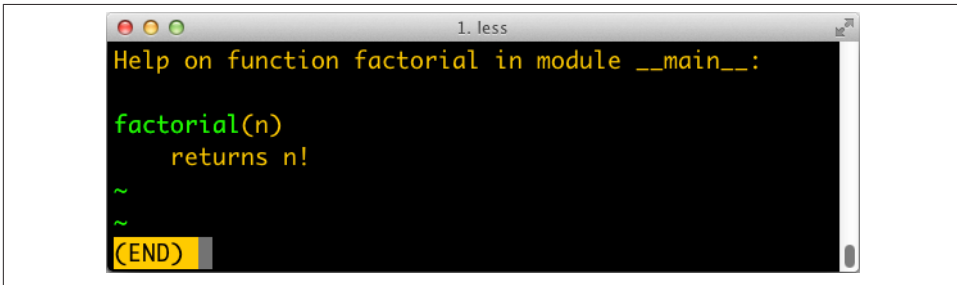 1. less
Help on function factorial in module __main__:
factorial(n)
    returns n!
~
~
(END)